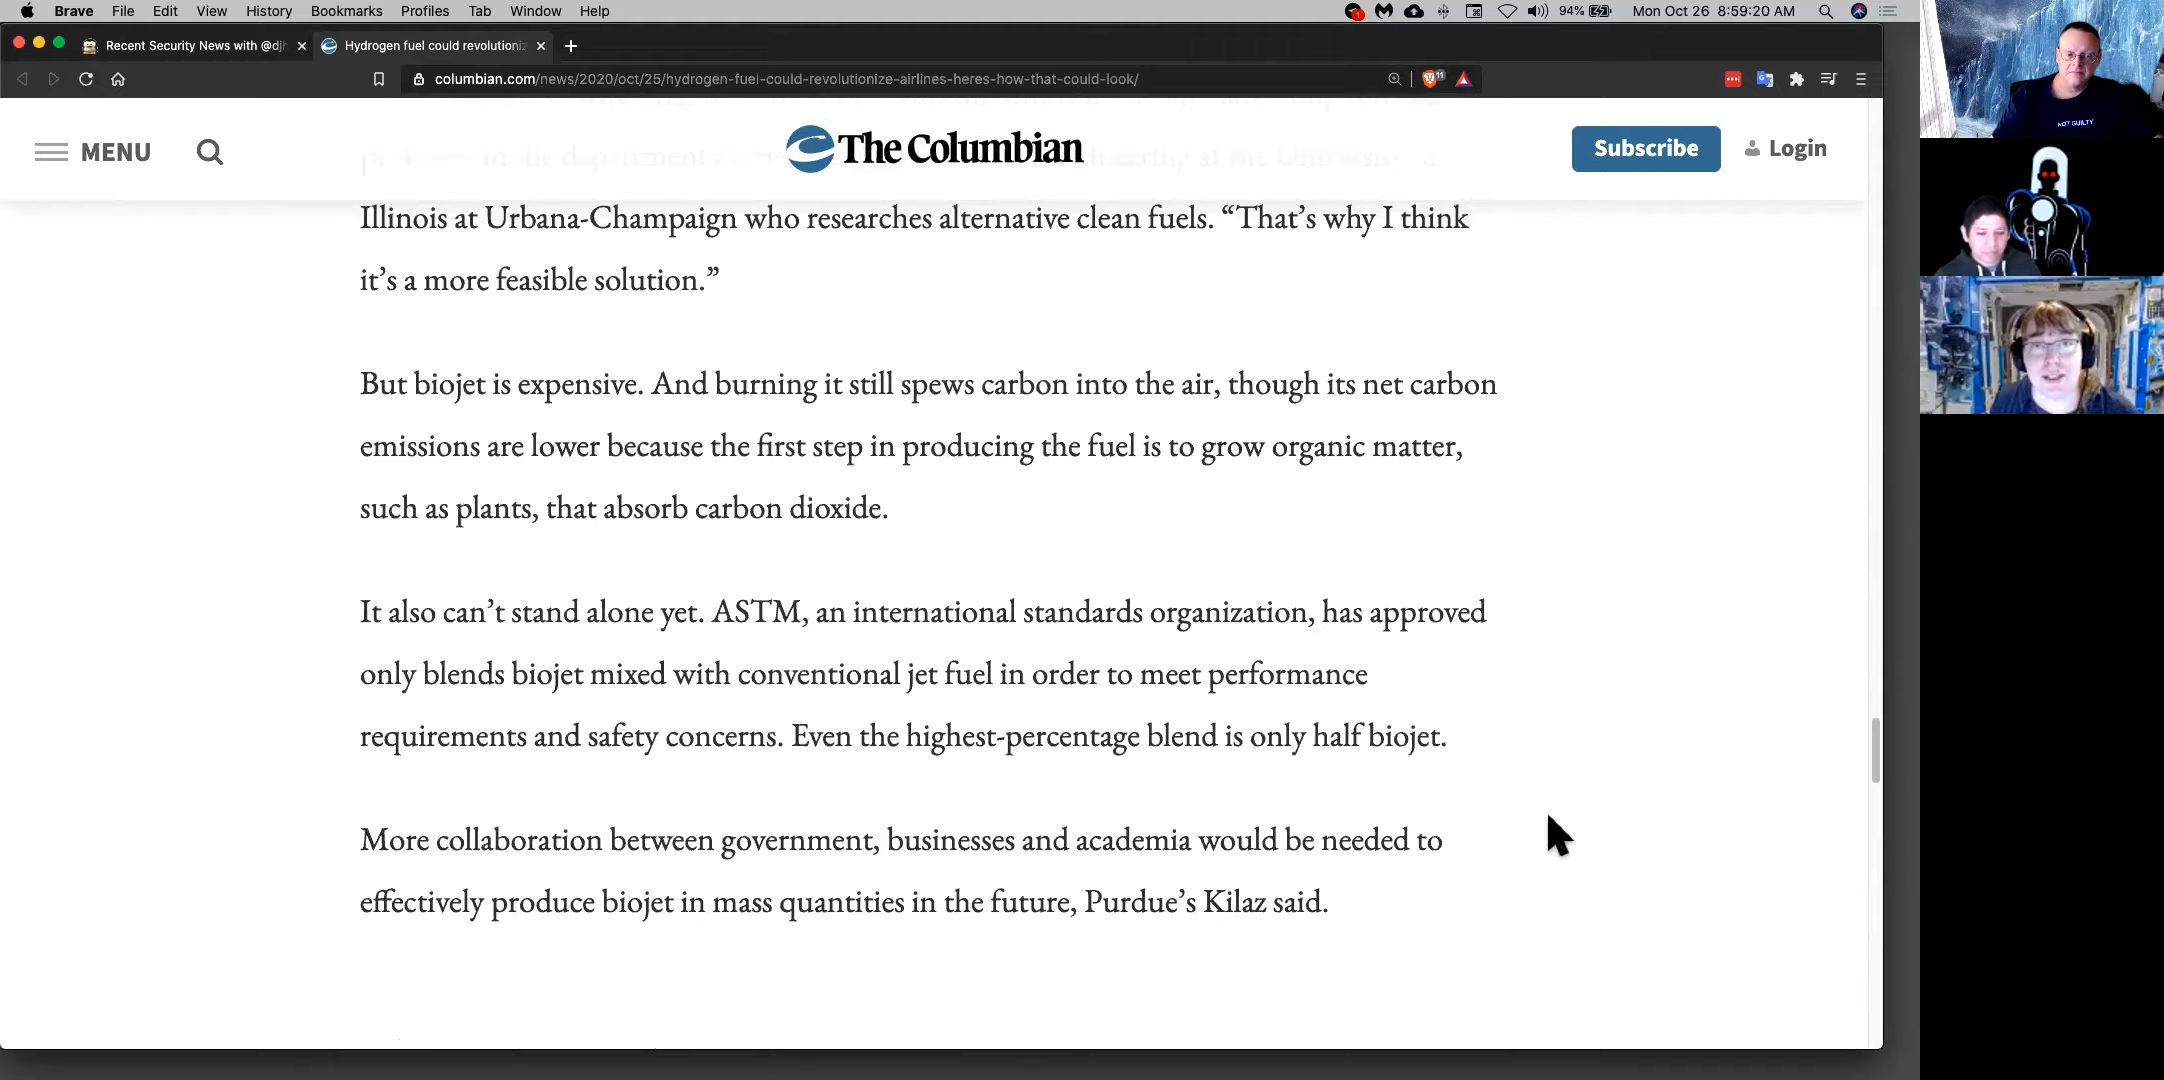 Brave File Edit View History Bookmarks Profiles Tab Window Help 94% Mon Oct 26 8:59:20 AM
Recent Security News with @djh Hydrogen fuel could revolutioniz
columbian.com/news/2020/oct/25/hydrogen-fuel-could-revolutionize-airlines-heres-how-that-could-look/ 11
MENU The Columbian Subscribe Login
Illinois at Urbana-Champaign who researches alternative clean fuels. “That’s why I think
it’s a more feasible solution.”
But biojet is expensive. And burning it still spews carbon into the air, though its net carbon
emissions are lower because the first step in producing the fuel is to grow organic matter,
such as plants, that absorb carbon dioxide.
It also can’t stand alone yet. ASTM, an international standards organization, has approved
only blends biojet mixed with conventional jet fuel in order to meet performance
requirements and safety concerns. Even the highest-percentage blend is only half biojet.
More collaboration between government, businesses and academia would be needed to
effectively produce biojet in mass quantities in the future, Purdue’s Kilaz said.
NOT GUILTY